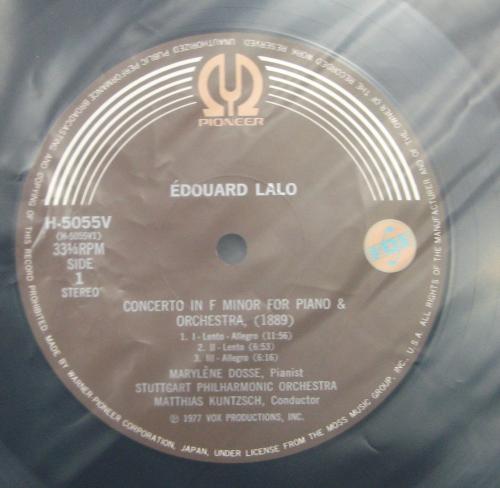 PIONEER
ÉDOUARD LALO
H-5055V
(H-5055V1)
33⅓RPM
SIDE
1
STEREO
VOX
CONCERTO IN F MINOR FOR PIANO &
ORCHESTRA, (1889)
1. I - Lento - Allegro (11:56)
2. II - Lento (6:53)
3. III - Allegro (6:16)
MARYLÈNE DOSSE, Pianist
STUTTGART PHILHARMONIC ORCHESTRA
MATTHIAS KUNTZSCH, Conductor
℗ 1977 VOX PRODUCTIONS, INC.
ALL RIGHTS OF THE MANUFACTURER AND OF THE OWNER OF THE RECORDED WORK RESERVED. UNAUTHORIZED PUBLIC PERFORMANCE BROADCASTING AND COPYING OF THIS RECORD PROHIBITED
MADE BY WARNER-PIONEER CORPORATION, JAPAN, UNDER LICENSE FROM THE MOSS MUSIC GROUP, INC. U.S.A.